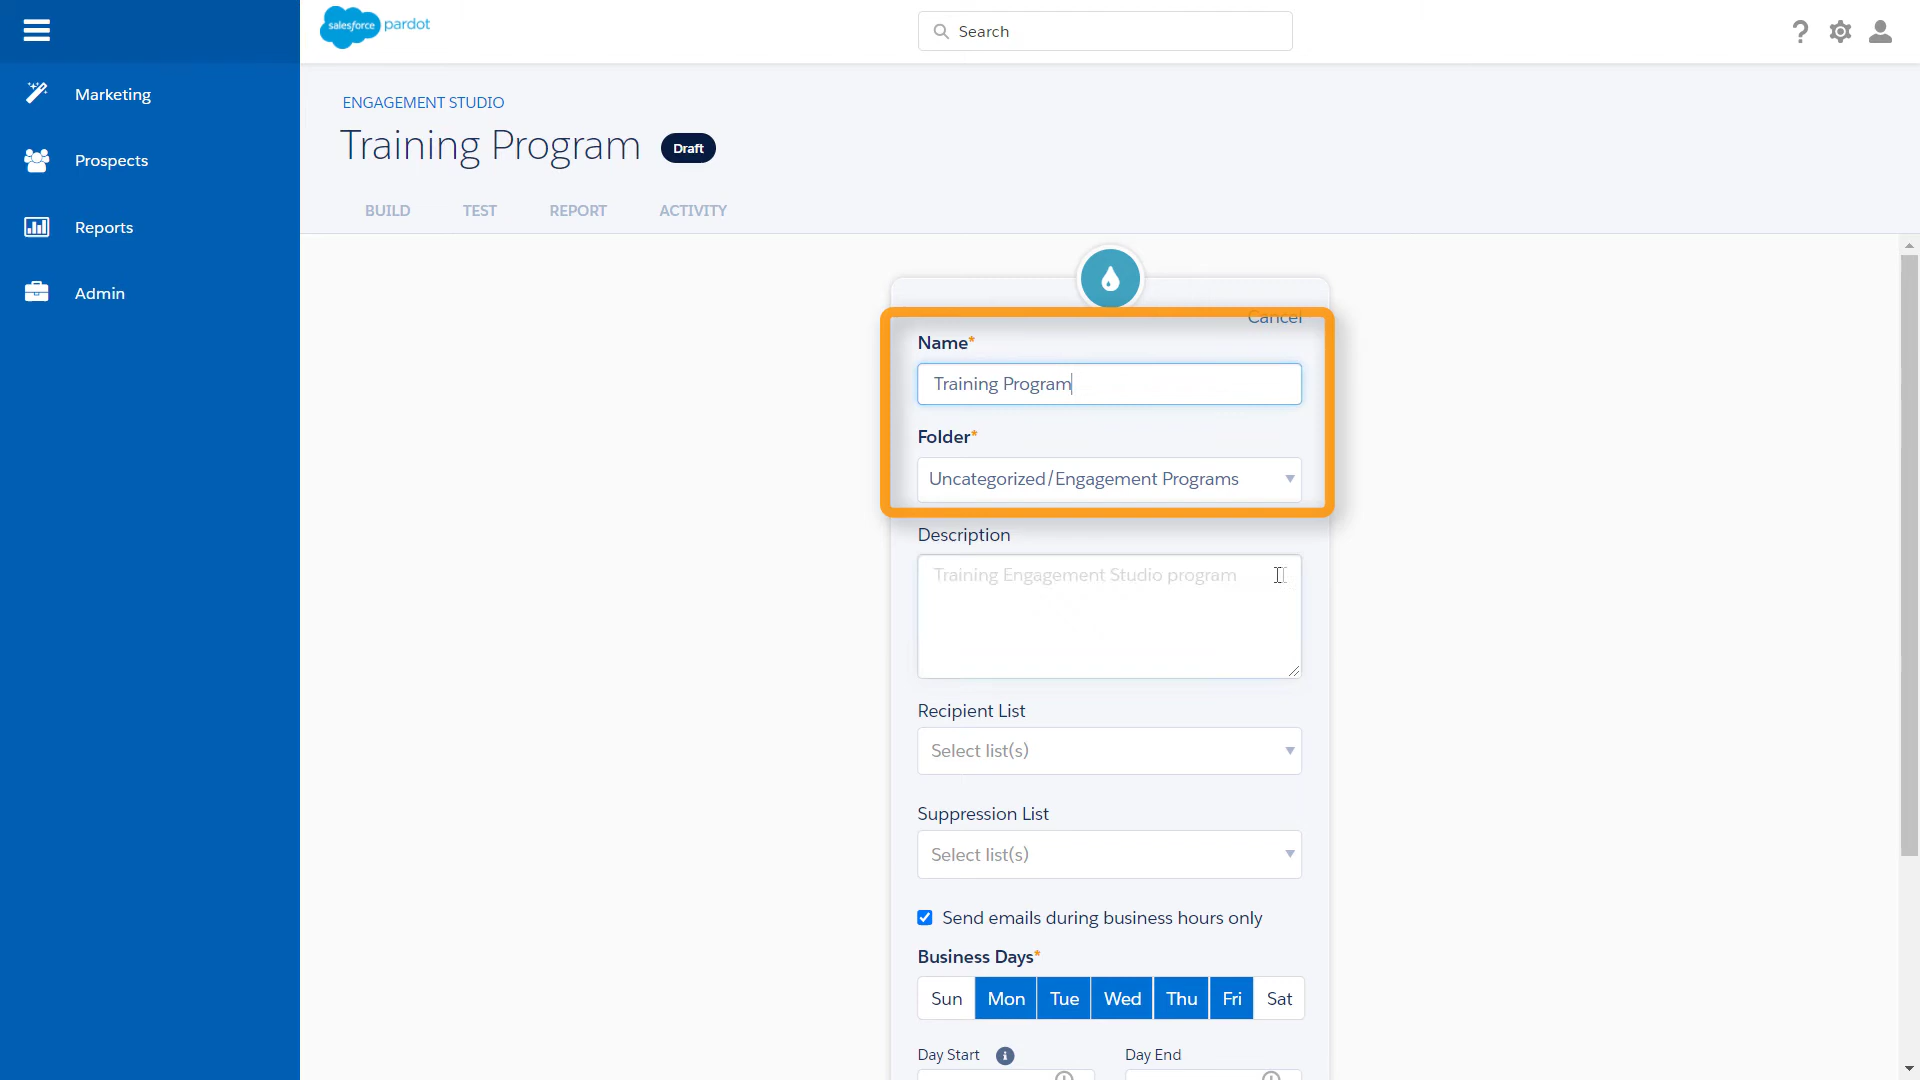 salesforce pardot
Search
Marketing
Prospects
Reports
Admin
ENGAGEMENT STUDIO
Training Program Draft
BUILD TEST REPORT ACTIVITY
Cancel
Name*
Training Program
Folder*
Uncategorized/Engagement Programs
Description
Training Engagement Studio program
Recipient List
Select list(s)
Suppression List
Select list(s)
Send emails during business hours only
Business Days*
Sun Mon Tue Wed Thu Fri Sat
Day Start Day End